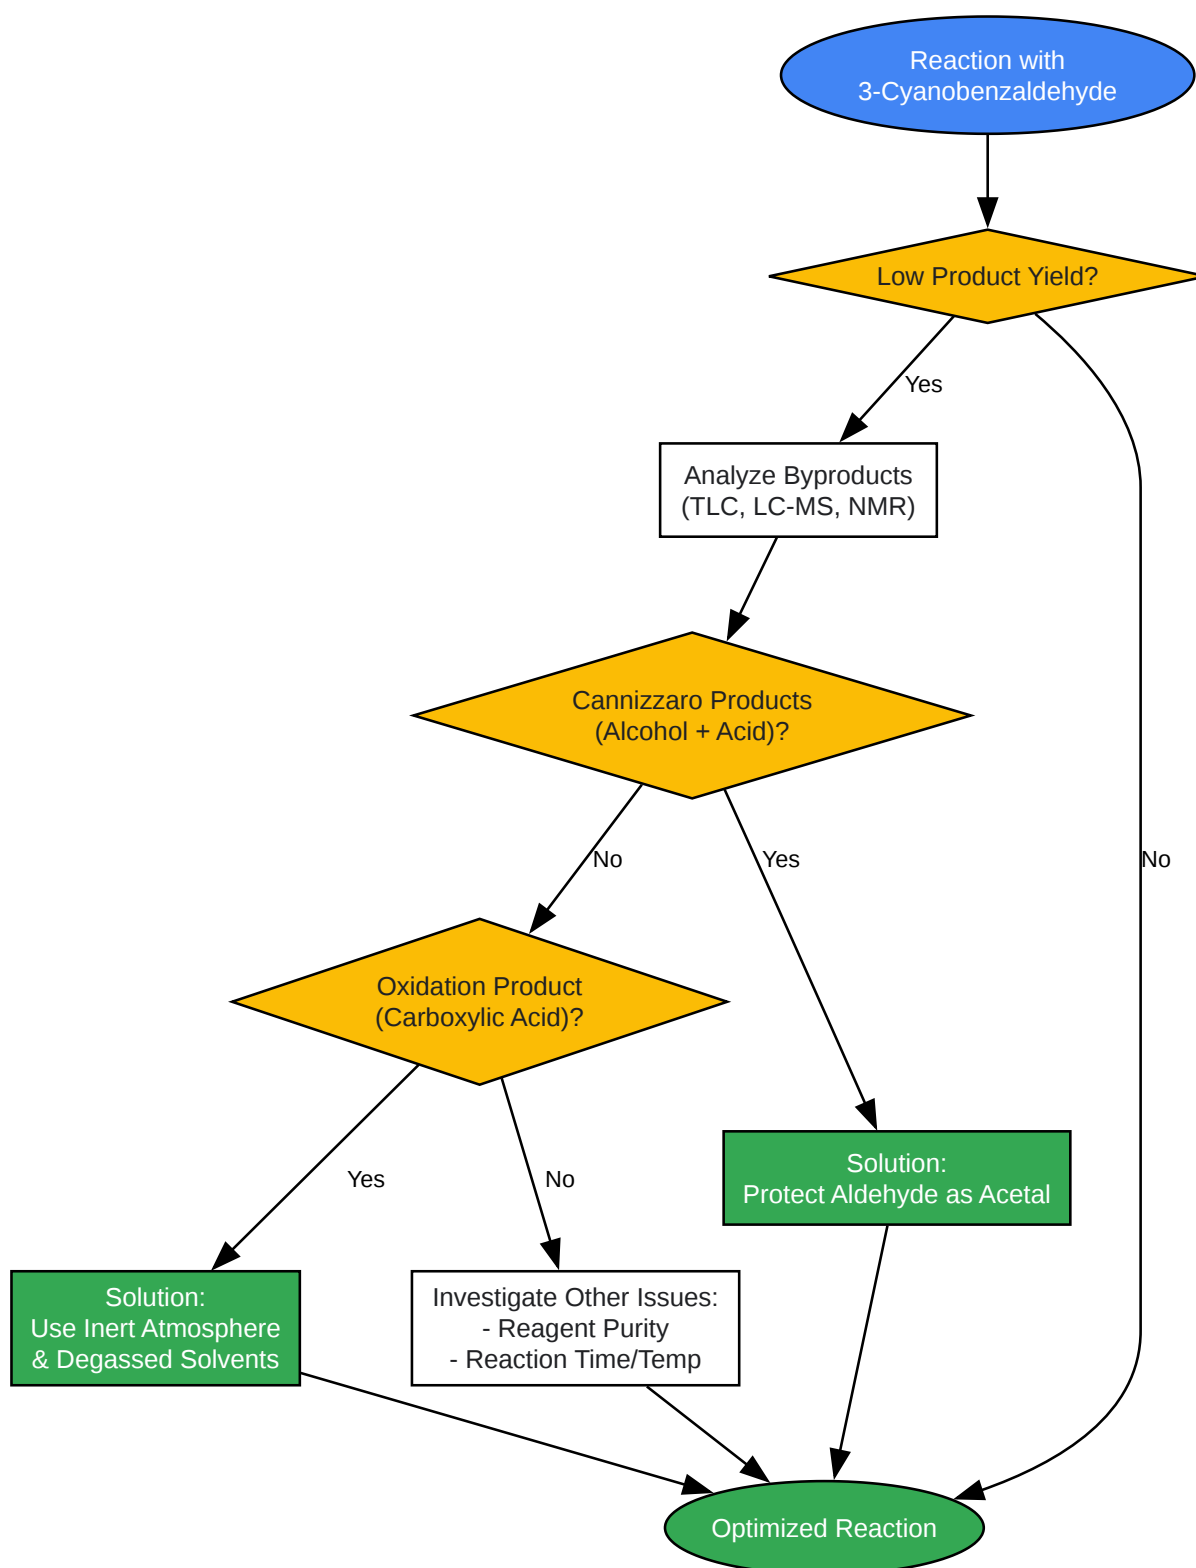 Reaction with
3-Cyanobenzaldehyde
Low Product Yield?
Yes
Analyze Byproducts
(TLC, LC-MS, NMR)
Cannizzaro Products
(Alcohol + Acid)?
No
Yes
No
Oxidation Product
(Carboxylic Acid)?
Yes
No
Solution:
Protect Aldehyde as Acetal
Solution:
Use Inert Atmosphere
& Degassed Solvents
Investigate Other Issues:
- Reagent Purity
- Reaction Time/Temp
Optimized Reaction